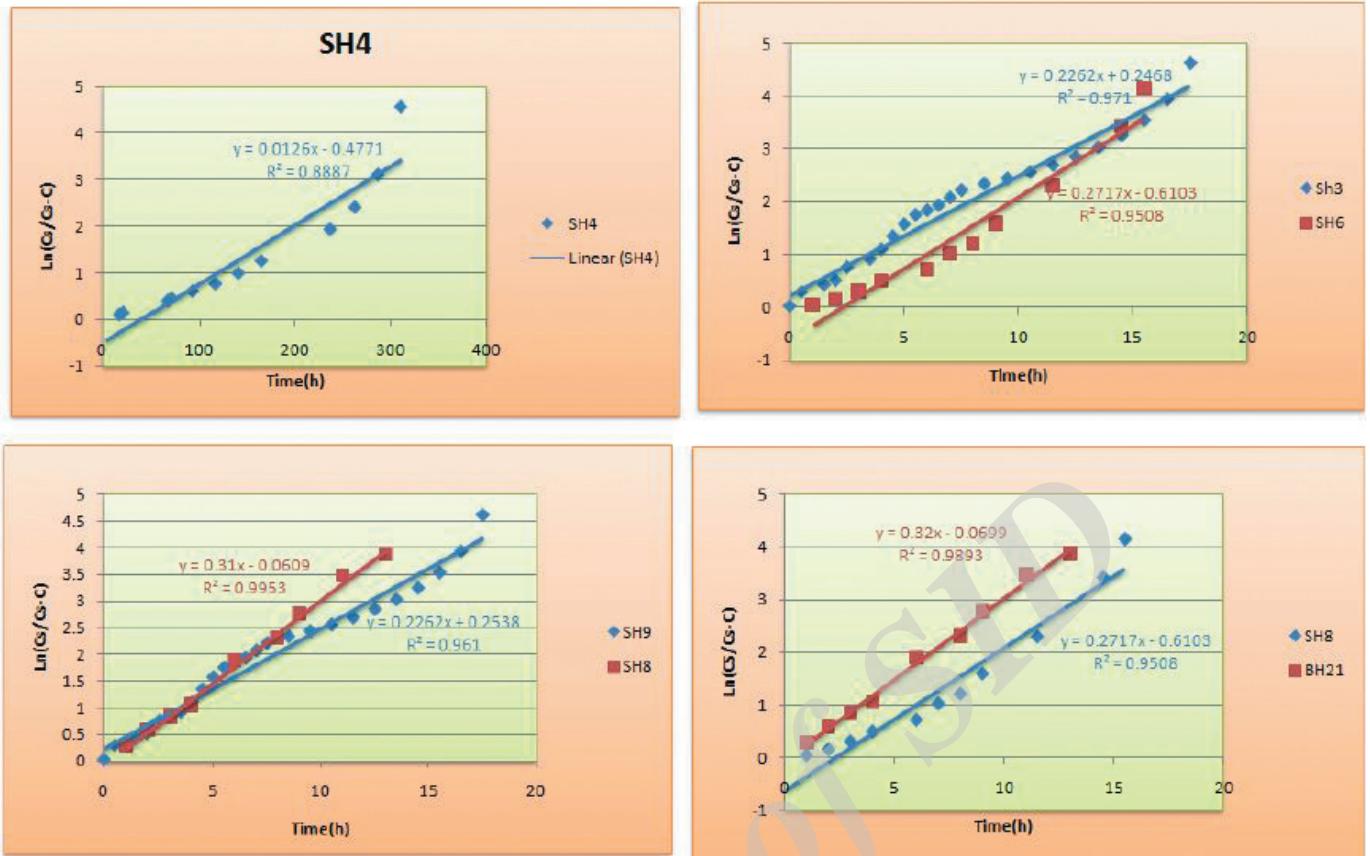 SH4
5
4
3
2
1
0
-1
0
100
200
300
400
Ln(Cs/Cs-C)
Time(h)
y = 0.0126x - 0.4771
R² = 0.8887
SH4
Linear (SH4)
5
4
3
2
1
0
-1
0
5
10
15
20
Ln(Cs/Cs-C)
Time(h)
y = 0.2262x + 0.2468
R² = 0.971
y = 0.2717x - 0.6103
R² = 0.9508
Sh3
SH6
5
4.5
4
3.5
3
2.5
2
1.5
1
0.5
0
0
5
10
15
20
Ln(Cs/Cs-C)
Time(h)
y = 0.31x - 0.0609
R² = 0.9953
y = 0.2262x + 0.2538
R² = 0.961
SH9
SH8
5
4
3
2
1
0
-1
0
5
10
15
20
Ln(CS/Cs-C)
Time(h)
y = 0.32x - 0.0699
R² = 0.9893
y = 0.2717x - 0.6103
R² = 0.9508
SH8
BH21
of SID